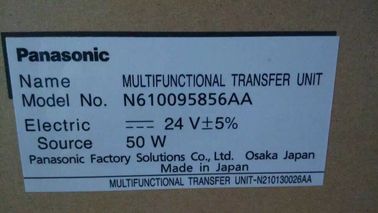 Panasonic
Name MULTIFUNCTIONAL TRANSFER UNIT
Model No. N610095856AA
Electric ⎓ 24 V±5%
Source 50 W
Panasonic Factory Solutions Co., Ltd. Osaka Japan
Made in Japan
MULTIFUNCTIONAL TRANSFER UNIT-N210130026AA